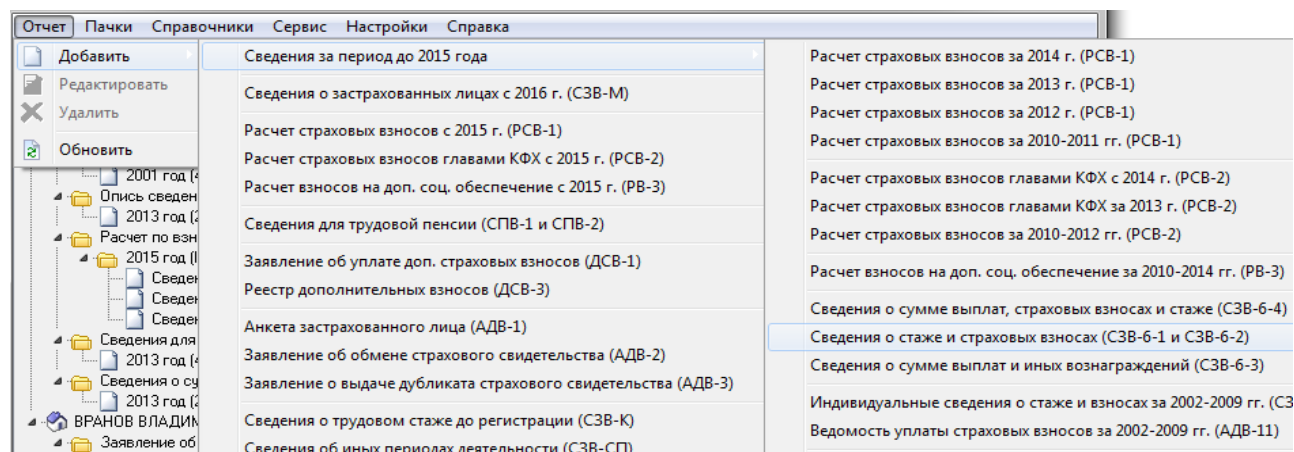 Отчет Пачки Справочники Сервис Настройки Справка
Добавить
Редактировать
Удалить
Обновить
2001 год (4
Опись сведен
2013 год (2
Расчет по взн
2015 год (I
Сведен
Сведен
Сведен
Сведения для
2013 год (4
Сведения о су
2013 год (2
ВРАНОВ ВЛАДИМ
Заявление об
Сведения за период до 2015 года
Сведения о застрахованных лицах с 2016 г. (СЗВ-М)
Расчет страховых взносов с 2015 г. (РСВ-1)
Расчет страховых взносов главами КФХ с 2015 г. (РСВ-2)
Расчет взносов на доп. соц. обеспечение с 2015 г. (РВ-3)
Сведения для трудовой пенсии (СПВ-1 и СПВ-2)
Заявление об уплате доп. страховых взносов (ДСВ-1)
Реестр дополнительных взносов (ДСВ-3)
Анкета застрахованного лица (АДВ-1)
Заявление об обмене страхового свидетельства (АДВ-2)
Заявление о выдаче дубликата страхового свидетельства (АДВ-3)
Сведения о трудовом стаже до регистрации (СЗВ-К)
Сведения об иных периодах деятельности (СЗВ-СП)
Расчет страховых взносов за 2014 г. (РСВ-1)
Расчет страховых взносов за 2013 г. (РСВ-1)
Расчет страховых взносов за 2012 г. (РСВ-1)
Расчет страховых взносов за 2010-2011 гг. (РСВ-1)
Расчет страховых взносов главами КФХ с 2014 г. (РСВ-2)
Расчет страховых взносов главами КФХ за 2013 г. (РСВ-2)
Расчет страховых взносов за 2010-2012 гг. (РСВ-2)
Расчет взносов на доп. соц. обеспечение за 2010-2014 гг. (РВ-3)
Сведения о сумме выплат, страховых взносах и стаже (СЗВ-6-4)
Сведения о стаже и страховых взносах (СЗВ-6-1 и СЗВ-6-2)
Сведения о сумме выплат и иных вознаграждений (СЗВ-6-3)
Индивидуальные сведения о стаже и взносах за 2002-2009 гг. (СЗ
Ведомость уплаты страховых взносов за 2002-2009 гг. (АДВ-11)